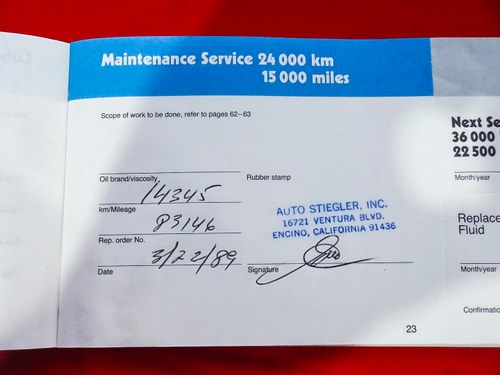 Maintenance Service 24 000 km
15 000 miles
Scope of work to be done, refer to pages 62–63
Oil brand/viscosity
Rubber stamp
14345
km/Mileage
83146
Rep. order No.
3/22/89
Date
AUTO STIEGLER, INC.
16721 VENTURA BLVD.
ENCINO, CALIFORNIA 91436
Signature
23
Next Se
36 000
22 500
Month/year
Replace
Fluid
Month/year
Confirmatio